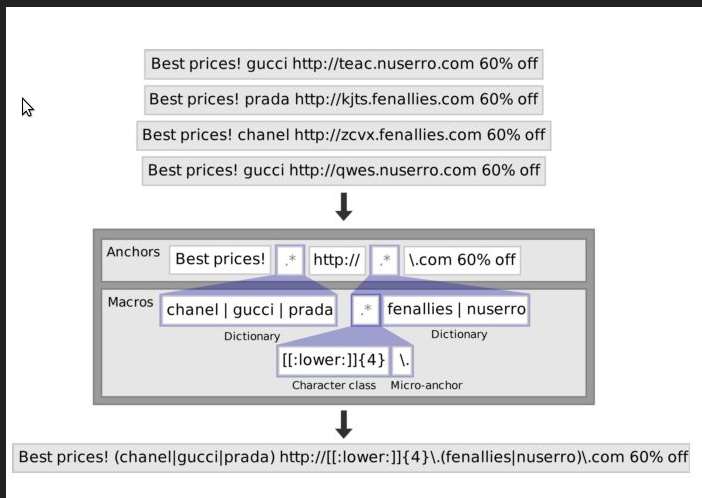 Best prices! gucci http://teac.nuserro.com 60% off
Best prices! prada http://kjts.fenallies.com 60% off
Best prices! chanel http://zcvx.fenallies.com 60% off
Best prices! gucci http://qwes.nuserro.com 60% off
Anchors Best prices! .* http:// .* \.com 60% off
Macros chanel | gucci | prada .* fenallies | nuserro
Dictionary Dictionary
[[:lower:]]{4} \.
Character class Micro-anchor
Best prices! (chanel|gucci|prada) http://[[:lower:]]{4}\.(fenallies|nuserro)\.com 60% off